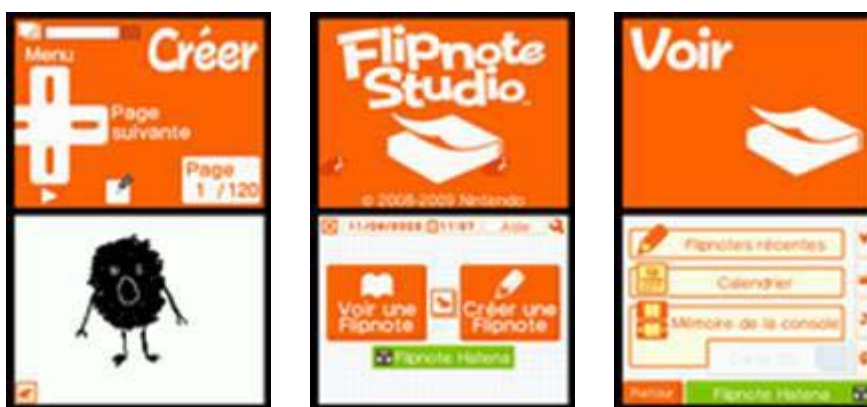 Créer
Menu
Page
suivante
Page
1 / 120
Flipnote
Studio
© 2008-2009 Nintendo
Aide
Voir une
Flipnote
Créer une
Flipnote
Flipnote Hatena
Voir
Flipnotes récentes
Calendrier
Mémoire de la console
Retour
Flipnote Hatena